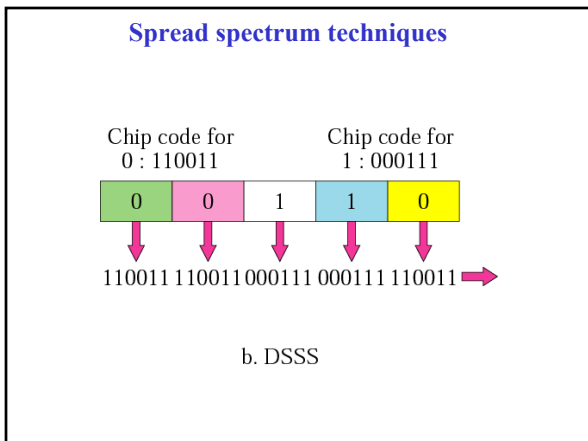 Spread spectrum techniques
Chip code for Chip code for
0 : 110011 1 : 000111
0 0 1 1 0
110011 110011 000111 000111 110011
b. DSSS